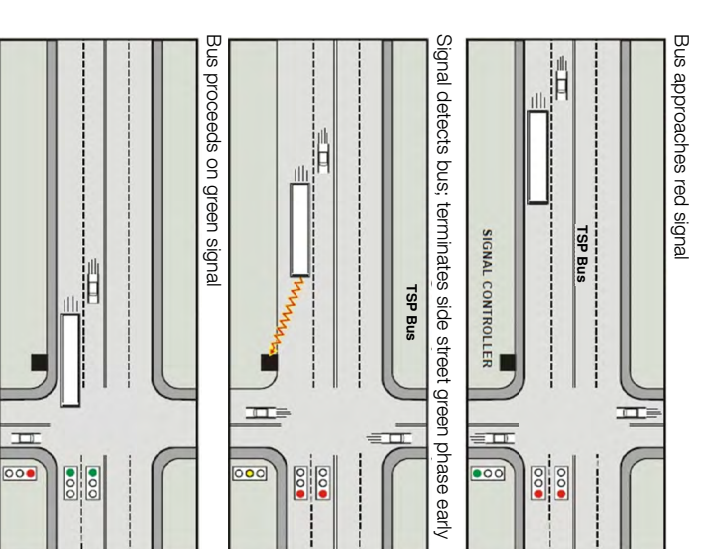 Bus approaches red signal
TSP Bus
SIGNAL CONTROLLER
Signal detects bus; terminates side street green phase early
TSP Bus
Bus proceeds on green signal